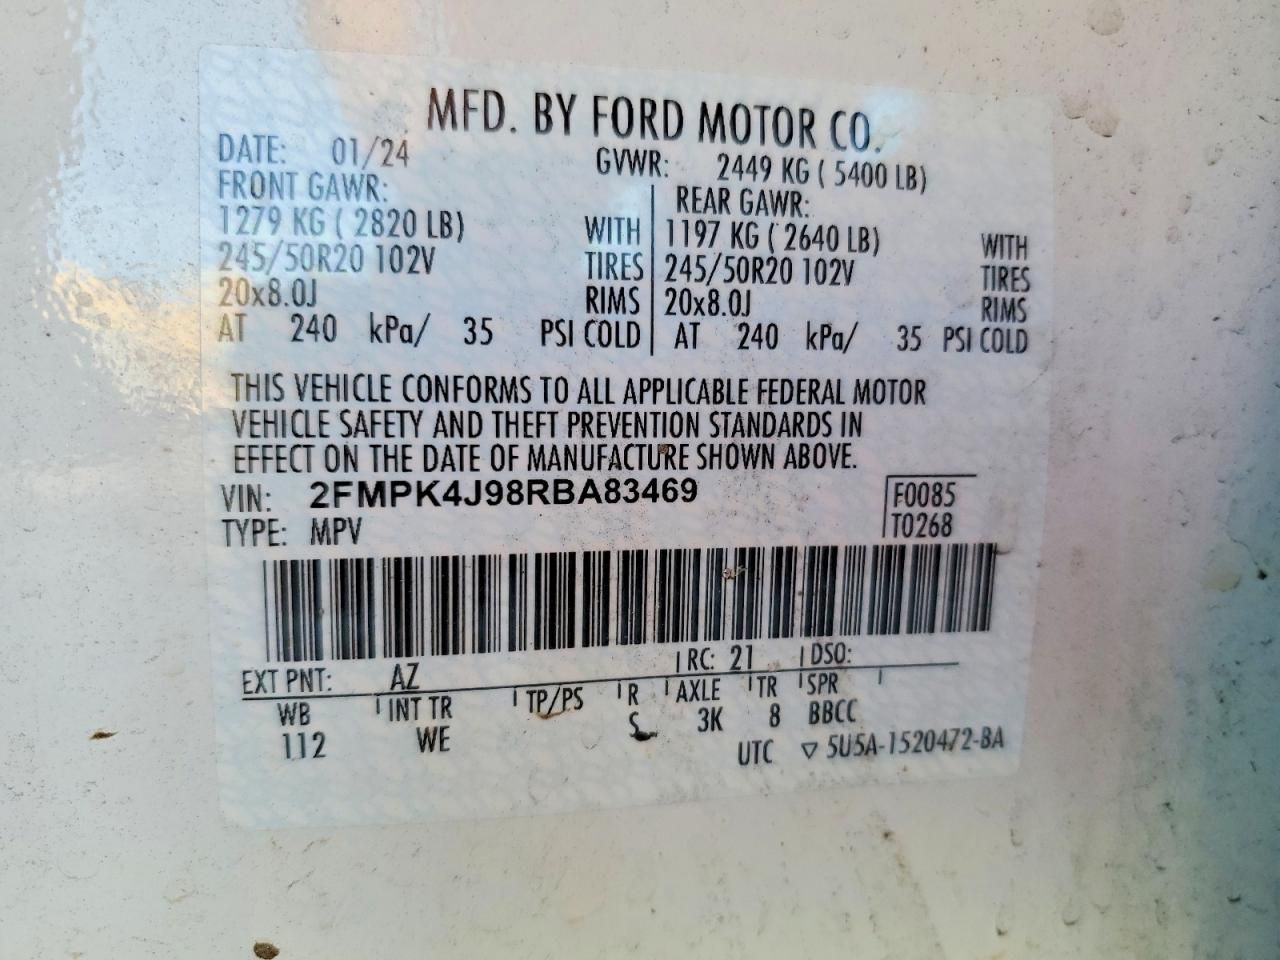 MFD. BY FORD MOTOR CO.
DATE: 01/24 GVWR: 2449 KG ( 5400 LB)
FRONT GAWR: REAR GAWR:
1279 KG ( 2820 LB) WITH 1197 KG ( 2640 LB) WITH
245/50R20 102V TIRES 245/50R20 102V TIRES
20x8.0J RIMS 20x8.0J RIMS
AT 240 kPa/ 35 PSI COLD AT 240 kPa/ 35 PSI COLD
THIS VEHICLE CONFORMS TO ALL APPLICABLE FEDERAL MOTOR
VEHICLE SAFETY AND THEFT PREVENTION STANDARDS IN
EFFECT ON THE DATE OF MANUFACTURE SHOWN ABOVE.
VIN: 2FMPK4J98RBA83469 F0085
TYPE: MPV T0268
EXT PNT: AZ RC: 21 DSO:
WB INT TR TP/PS R AXLE TR SPR
112 WE S 3K 8 BBCC
UTC ▽ 5U5A-1520472-BA